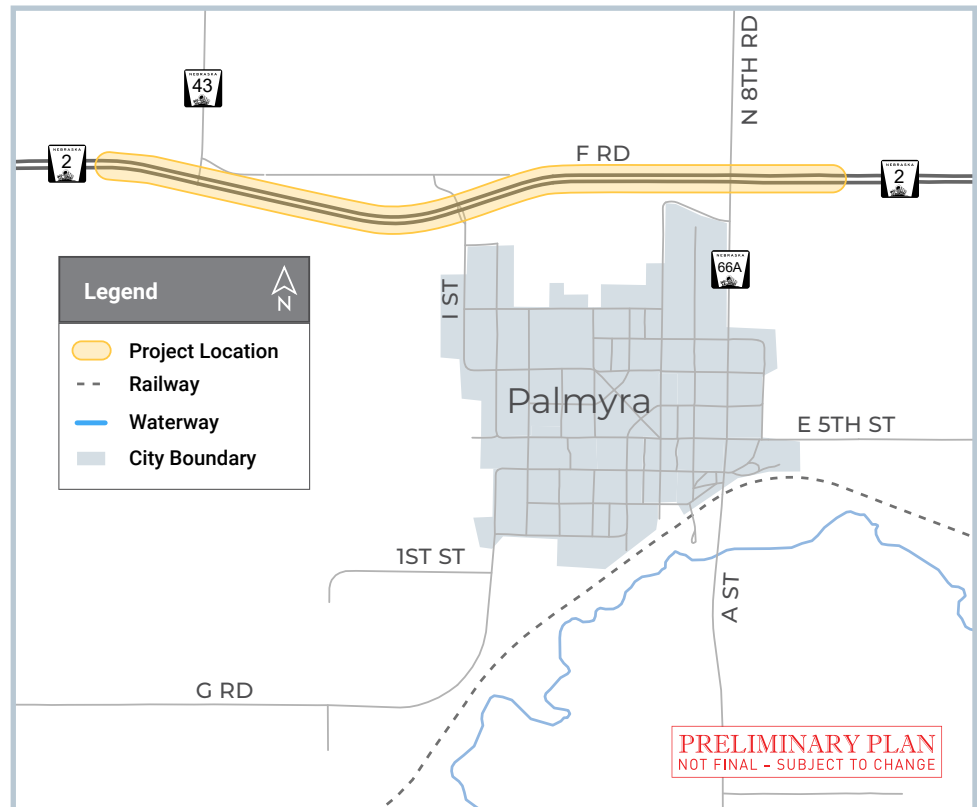 NEBRASKA
43
N 8TH RD
F RD
NEBRASKA
2
NEBRASKA
2
NEBRASKA
66A
I ST
Legend
N
Project Location
Railway
Waterway
City Boundary
Palmyra
E 5TH ST
1ST ST
A ST
G RD
PRELIMINARY PLAN
NOT FINAL – SUBJECT TO CHANGE